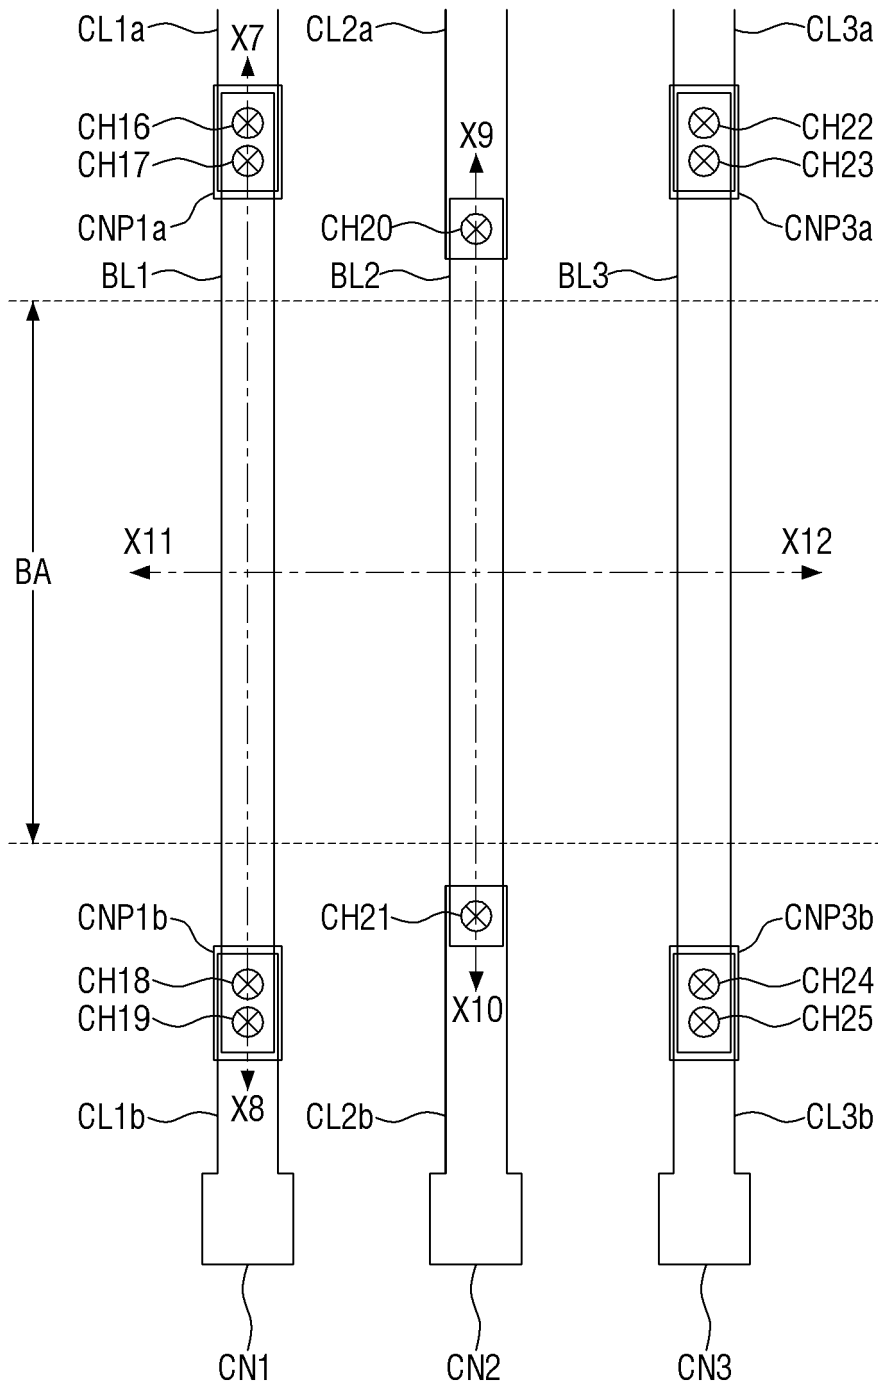 CL1a X7 CL2a CL3a
CH16 CH22
CH17 X9 CH23
CNP1a CH20 CNP3a
BL1 BL2 BL3
X11 X12
BA
CNP1b CH21 CNP3b
CH18 CH24
CH19 X10 CH25
CL1b X8 CL2b CL3b
CN1 CN2 CN3